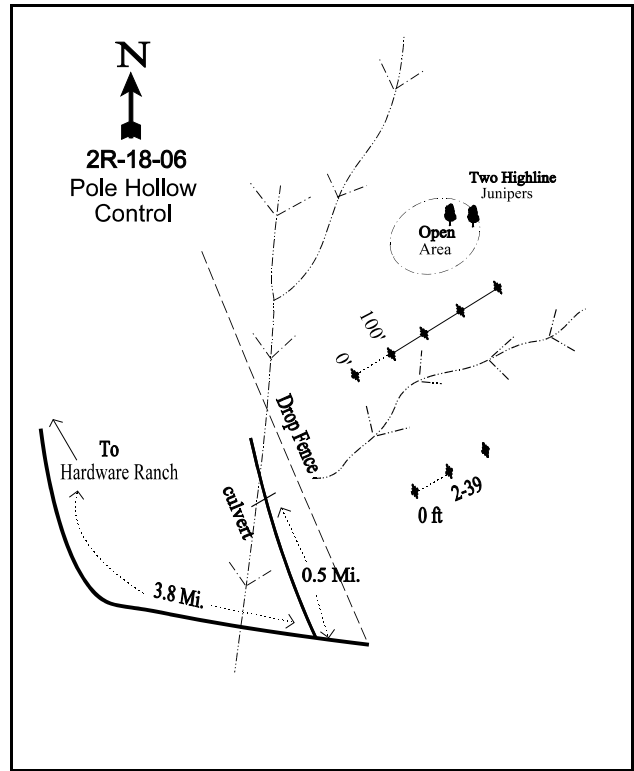 N
2R-18-06
Pole Hollow
Control
Two Highline
Junipers
Open
Area
100'
0'
Drop Fence
To
Hardware Ranch
culvert
2-39
0 ft
0.5 Mi.
3.8 Mi.